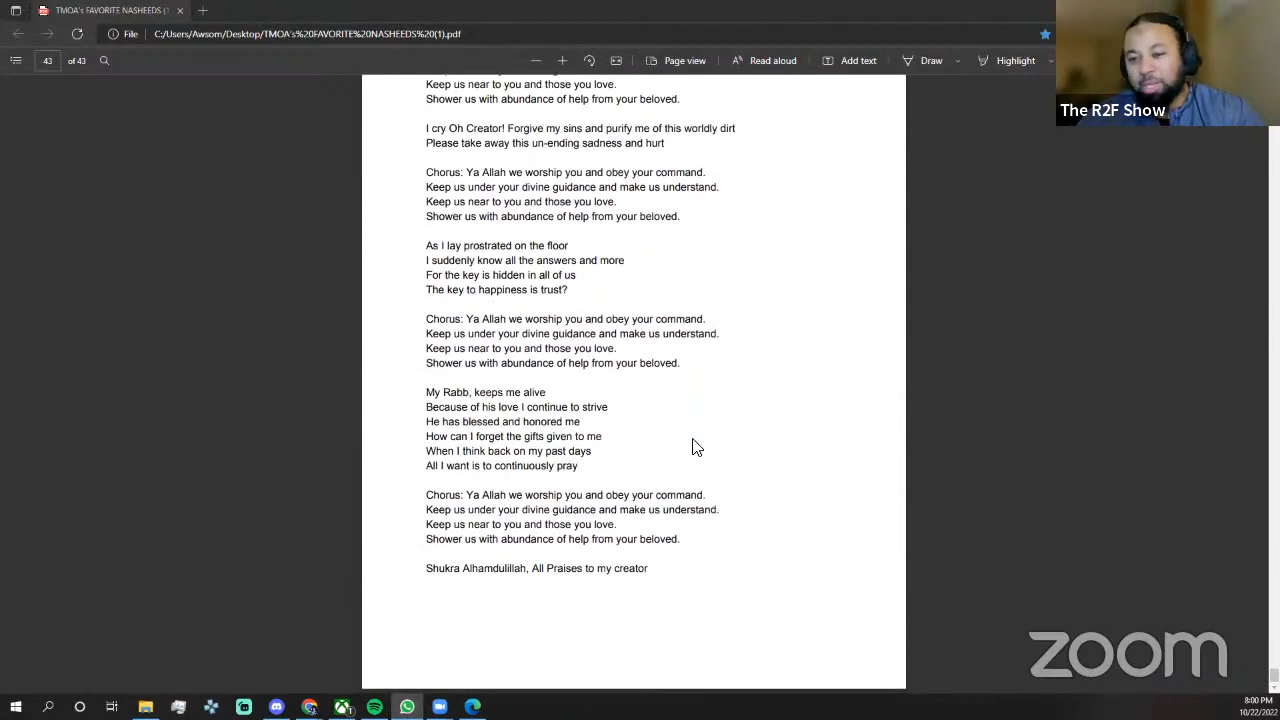 TMOA's FAVORITE NASHEEDS (1
File
C:/Users/Awsom/Desktop/TMOA's%20FAVORITE%20NASHEEDS%20(1).pdf
43 of 43
Page view
Read aloud
Add text
Draw
Highlight
The R2F Show
Keep us near to you and those you love.
Shower us with abundance of help from your beloved.
I cry Oh Creator! Forgive my sins and purify me of this worldly dirt
Please take away this un-ending sadness and hurt
Chorus: Ya Allah we worship you and obey your command.
Keep us under your divine guidance and make us understand.
Keep us near to you and those you love.
Shower us with abundance of help from your beloved.
As I lay prostrated on the floor
I suddenly know all the answers and more
For the key is hidden in all of us
The key to happiness is trust?
Chorus: Ya Allah we worship you and obey your command.
Keep us under your divine guidance and make us understand.
Keep us near to you and those you love.
Shower us with abundance of help from your beloved.
My Rabb, keeps me alive
Because of his love I continue to strive
He has blessed and honored me
How can I forget the gifts given to me
When I think back on my past days
All I want is to continuously pray
Chorus: Ya Allah we worship you and obey your command.
Keep us under your divine guidance and make us understand.
Keep us near to you and those you love.
Shower us with abundance of help from your beloved.
Shukra Alhamdulillah, All Praises to my creator
zoom
8:00 PM
10/22/2022